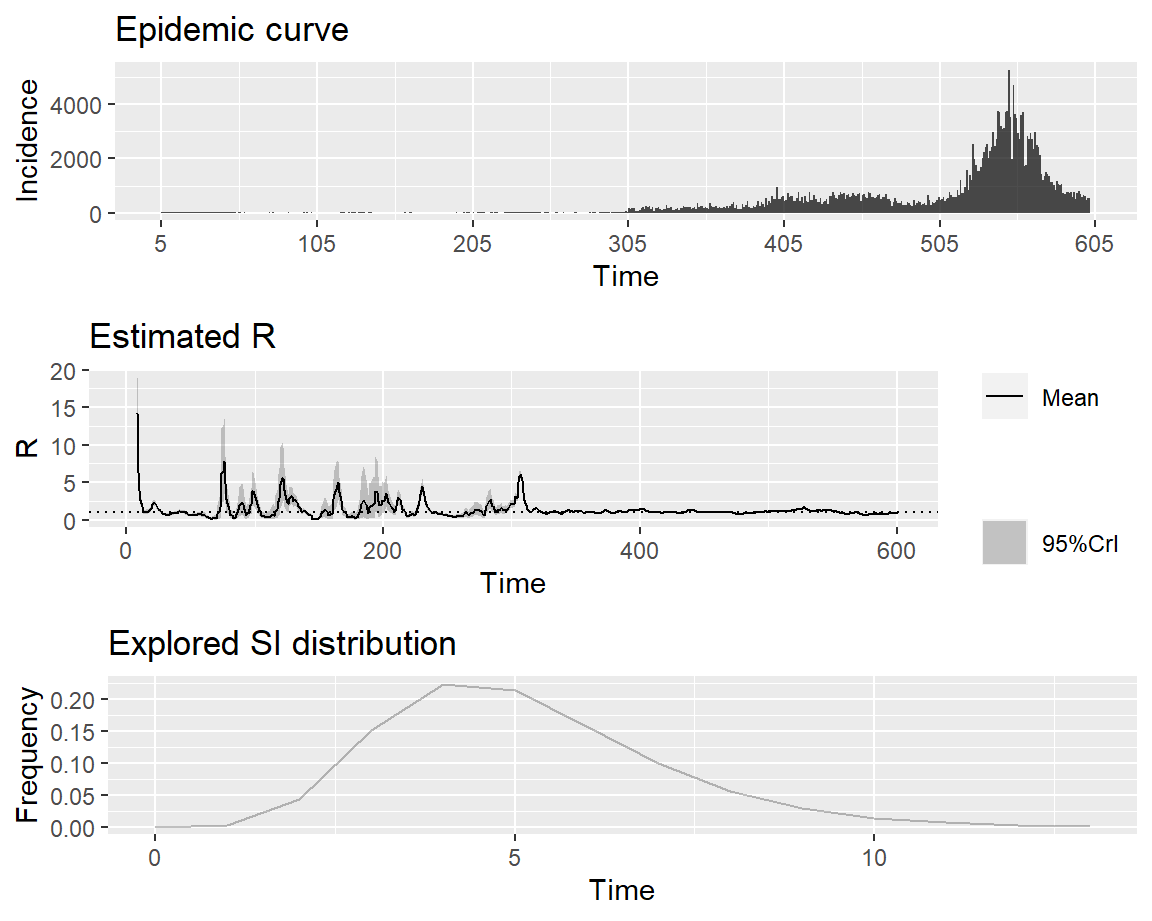 Epidemic curve
Incidence
4000
2000
0
5 105 205 305 405 505 605
Time
Estimated R
R
20
15
10
5
0
0 200 400 600
Time
Mean
95%CrI
Explored SI distribution
Frequency
0.20
0.15
0.10
0.05
0.00
0 5 10
Time